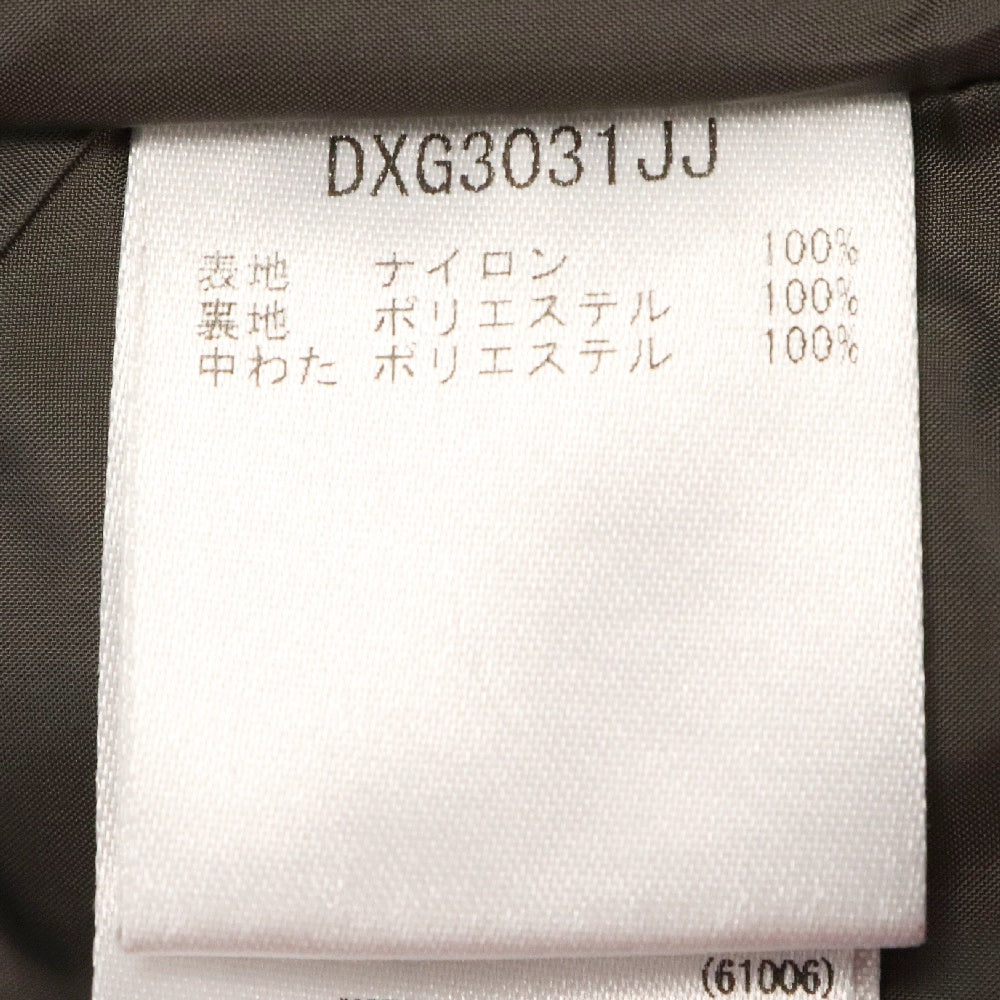 DXG3031JJ
表地 ナイロン 100%
裏地 ポリエステル 100%
中わた ポリエステル 100%
(61006)